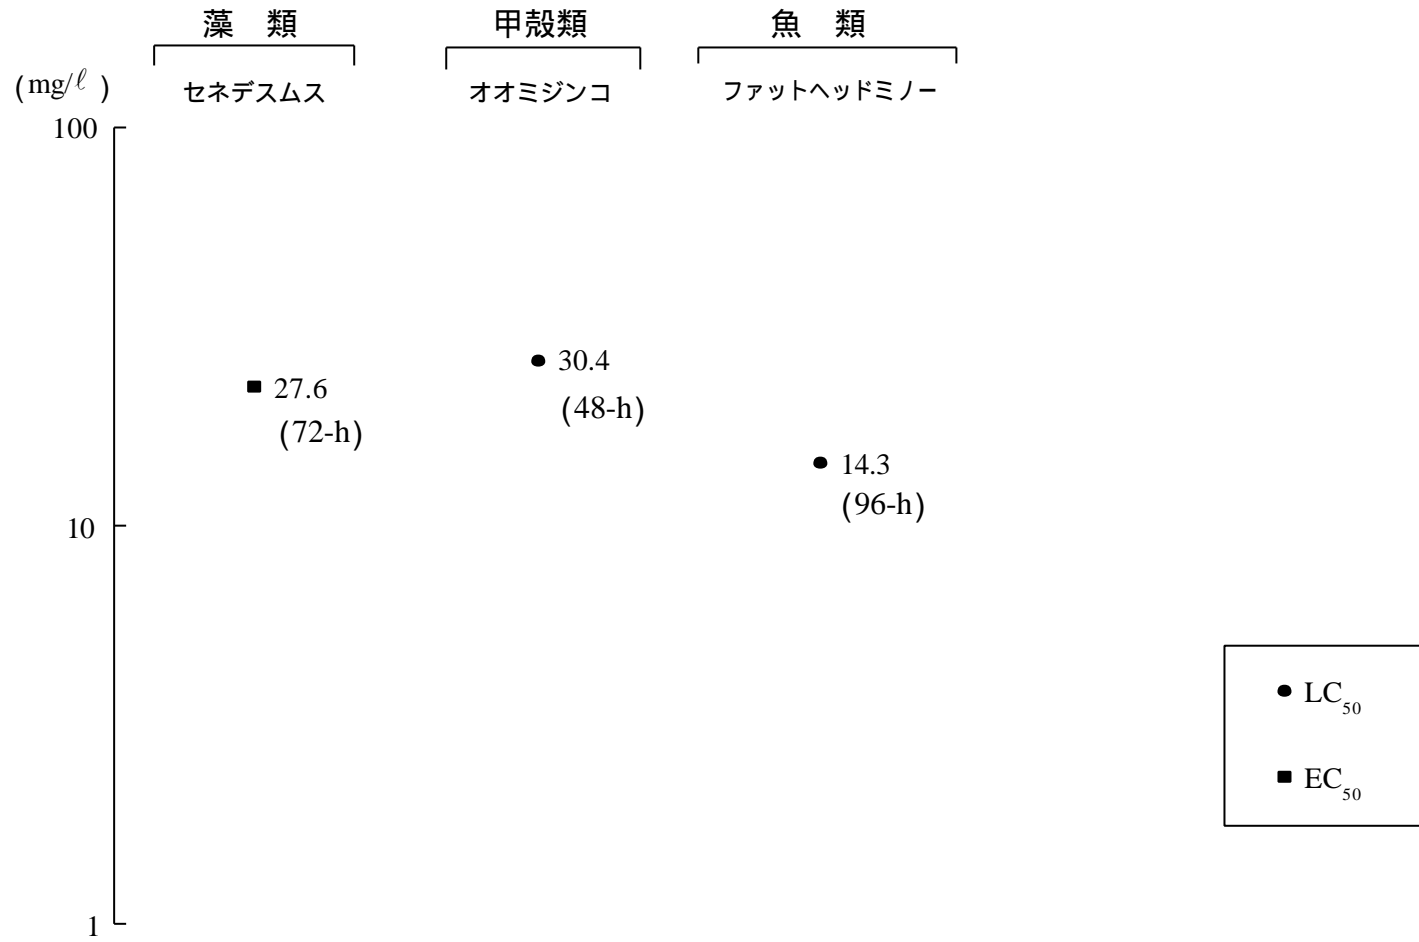 藻　類
甲殻類
魚　類
(mg/ℓ )
セネデスムス
オオミジンコ
ファットヘッドミノー
100
30.4
(48-h)
27.6
(72-h)
14.3
(96-h)
10
LC50
EC50
1